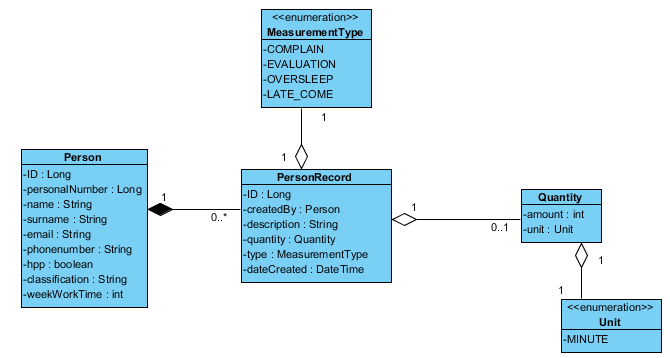 <<enumeration>>
MeasurementType
-COMPLAIN
-EVALUATION
-OVERSLEEP
-LATE_COME
1
1
Person
-ID : Long
-personalNumber : Long
-name : String
-surname : String
-email : String
-phonenumber : String
-hpp : boolean
-classification : String
-weekWorkTime : int
1
0..*
PersonRecord
-ID : Long
-createdBy : Person
-description : String
-quantity : Quantity
-type : MeasurementType
-dateCreated : DateTime
1
0..1
Quantity
-amount : int
-unit : Unit
1
1
<<enumeration>>
Unit
-MINUTE